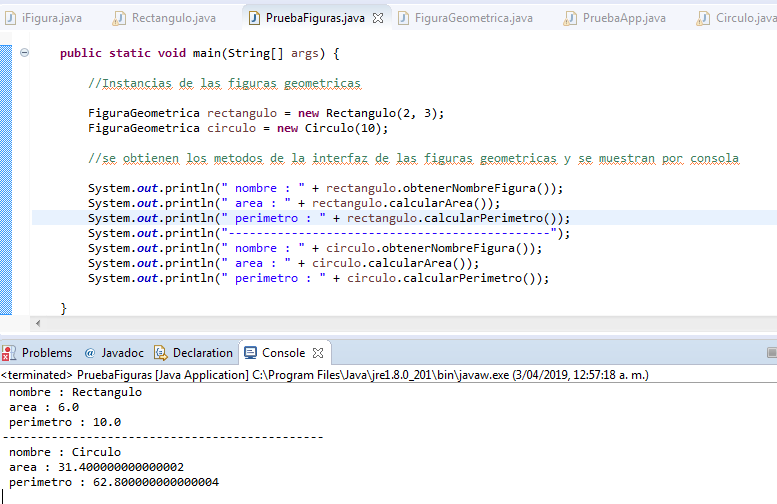 iFigura.java Rectangulo.java PruebaFiguras.java FiguraGeometrica.java PruebaApp.java Circulo.java
public static void main(String[] args) {
//Instancias de las figuras geometricas
FiguraGeometrica rectangulo = new Rectangulo(2, 3);
FiguraGeometrica circulo = new Circulo(10);
//se obtienen los metodos de la interfaz de las figuras geometricas y se muestran por consola
System.out.println(" nombre : " + rectangulo.obtenerNombreFigura());
System.out.println(" area : " + rectangulo.calcularArea());
System.out.println(" perimetro : " + rectangulo.calcularPerimetro());
System.out.println("-------------------------------------------");
System.out.println(" nombre : " + circulo.obtenerNombreFigura());
System.out.println(" area : " + circulo.calcularArea());
System.out.println(" perimetro : " + circulo.calcularPerimetro());
}
Problems @ Javadoc Declaration Console
<terminated> PruebaFiguras [Java Application] C:\Program Files\Java\jre1.8.0_201\bin\javaw.exe (3/04/2019, 12:57:18 a. m.)
nombre : Rectangulo
area : 6.0
perimetro : 10.0
-------------------------------------------
nombre : Circulo
area : 31.400000000000002
perimetro : 62.800000000000004